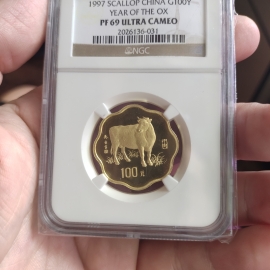 1997 SCALLOP CHINA G100Y
YEAR OF THE OX
PF 69 ULTRA CAMEO
2026136-031
NGC
100元